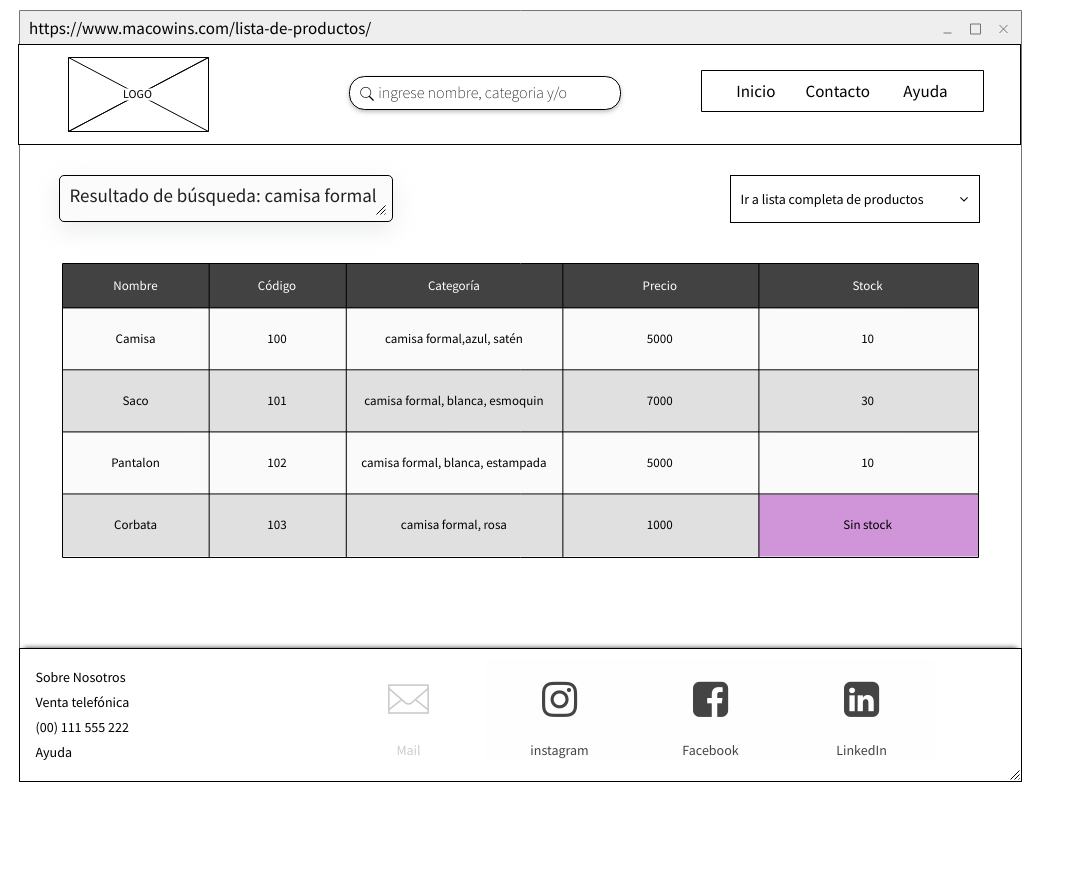 https://www.macowins.com/lista-de-productos/
LOGO
ingrese nombre, categoria y/o
Inicio Contacto Ayuda
Resultado de búsqueda: camisa formal
Ir a lista completa de productos
Nombre Código Categoría Precio Stock
Camisa 100 camisa formal,azul, satén 5000 10
Saco 101 camisa formal, blanca, esmoquin 7000 30
Pantalon 102 camisa formal, blanca, estampada 5000 10
Corbata 103 camisa formal, rosa 1000 Sin stock
Sobre Nosotros
Venta telefónica
(00) 111 555 222
Ayuda
Mail instagram Facebook LinkedIn